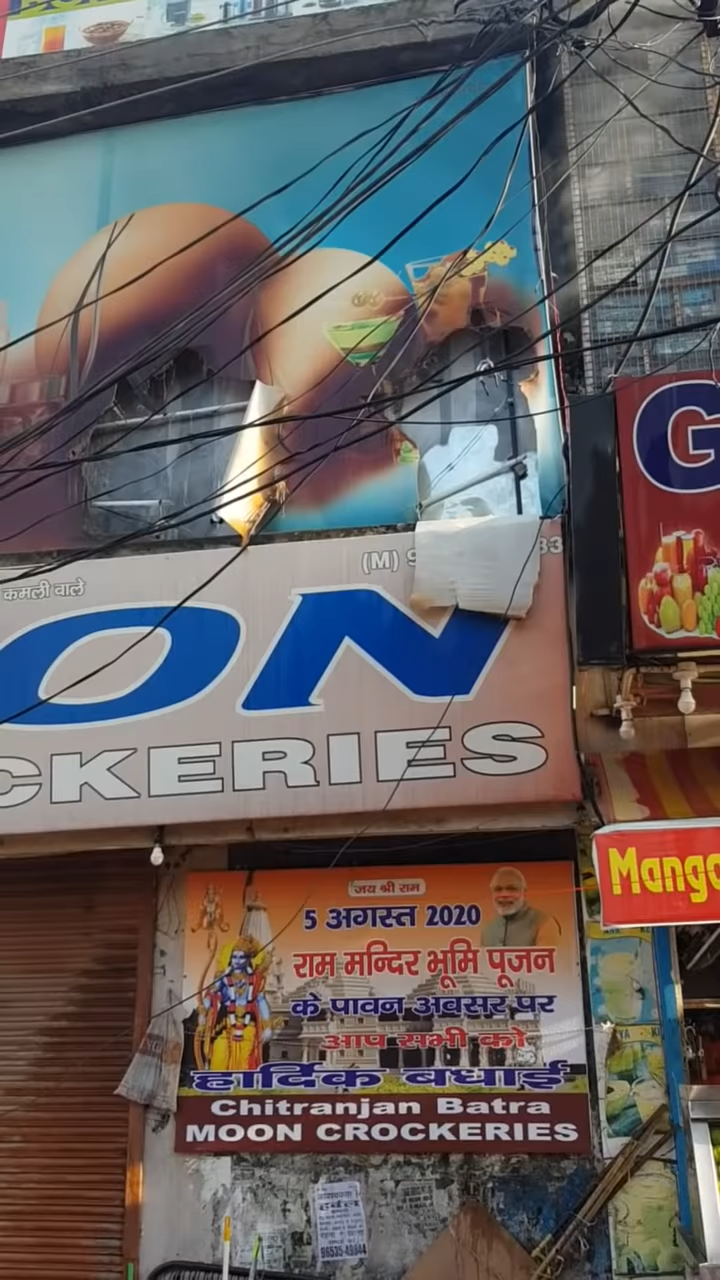 कमली वाले
(M) 9
33
ON
CKERIES
G
Mango
जय श्री राम
5 अगस्त 2020
राम मन्दिर भूमि पूजन
के पावन अवसर पर
आप सभी को
हार्दिक बधाई
Chitranjan Batra
MOON CROCKERIES